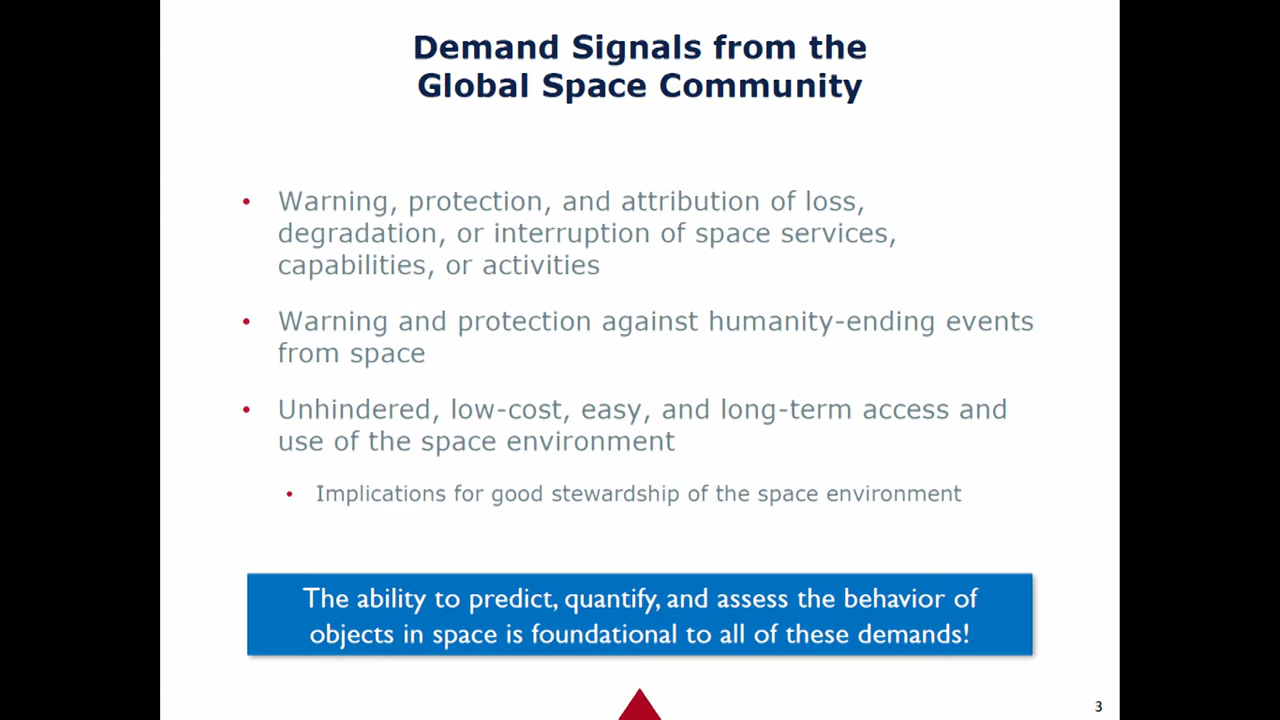 Demand Signals from the
Global Space Community
• Warning, protection, and attribution of loss,
degradation, or interruption of space services,
capabilities, or activities
• Warning and protection against humanity-ending events
from space
• Unhindered, low-cost, easy, and long-term access and
use of the space environment
• Implications for good stewardship of the space environment
The ability to predict, quantify, and assess the behavior of
objects in space is foundational to all of these demands!
3